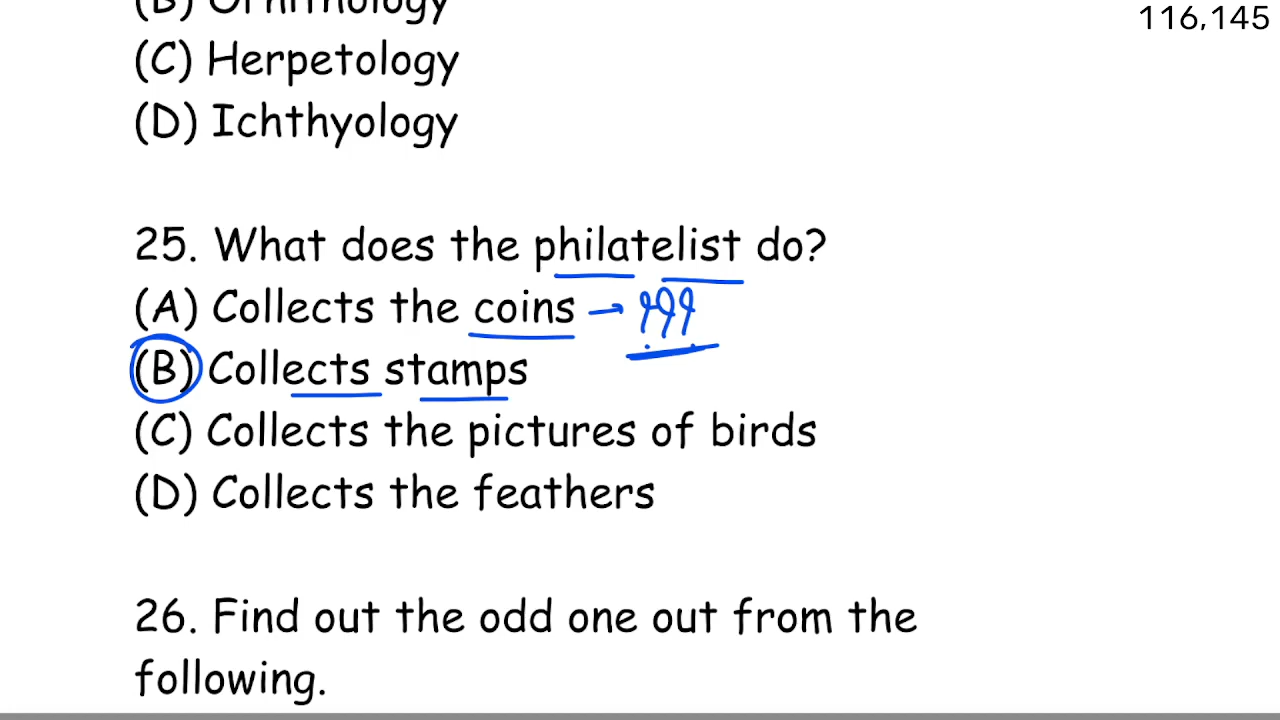 116,145
(B) Ornithology
(C) Herpetology
(D) Ichthyology
25. What does the philatelist do?
(A) Collects the coins → ???
(B) Collects stamps
(C) Collects the pictures of birds
(D) Collects the feathers
26. Find out the odd one out from the
following.